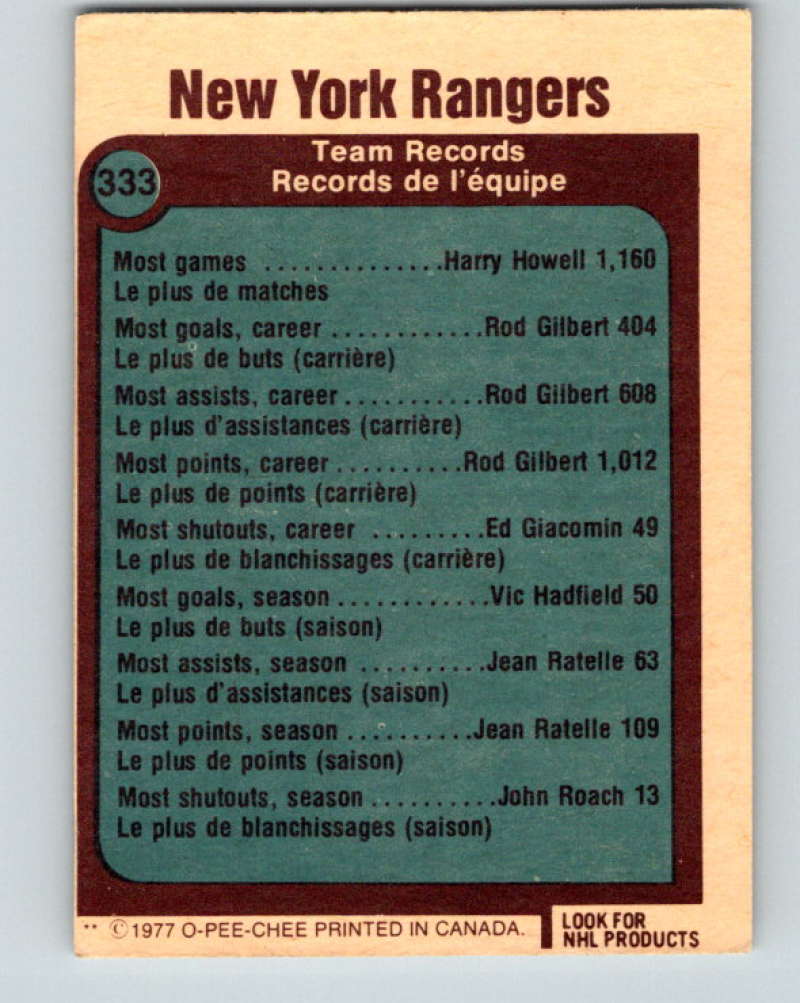 New York Rangers
333
Team Records
Records de l'équipe
Most games ..............Harry Howell 1,160
Le plus de matches
Most goals, career ............Rod Gilbert 404
Le plus de buts (carrière)
Most assists, career...........Rod Gilbert 608
Le plus d'assistances (carrière)
Most points, career ..........Rod Gilbert 1,012
Le plus de points (carrière)
Most shutouts, career .........Ed Giacomin 49
Le plus de blanchissages (carrière)
Most goals, season ............Vic Hadfield 50
Le plus de buts (saison)
Most assists, season ..........Jean Ratelle 63
Le plus d'assistances (saison)
Most points, season ..........Jean Ratelle 109
Le plus de points (saison)
Most shutouts, season ..........John Roach 13
Le plus de blanchissages (saison)
** ©1977 O-PEE-CHEE PRINTED IN CANADA.
LOOK FOR
NHL PRODUCTS